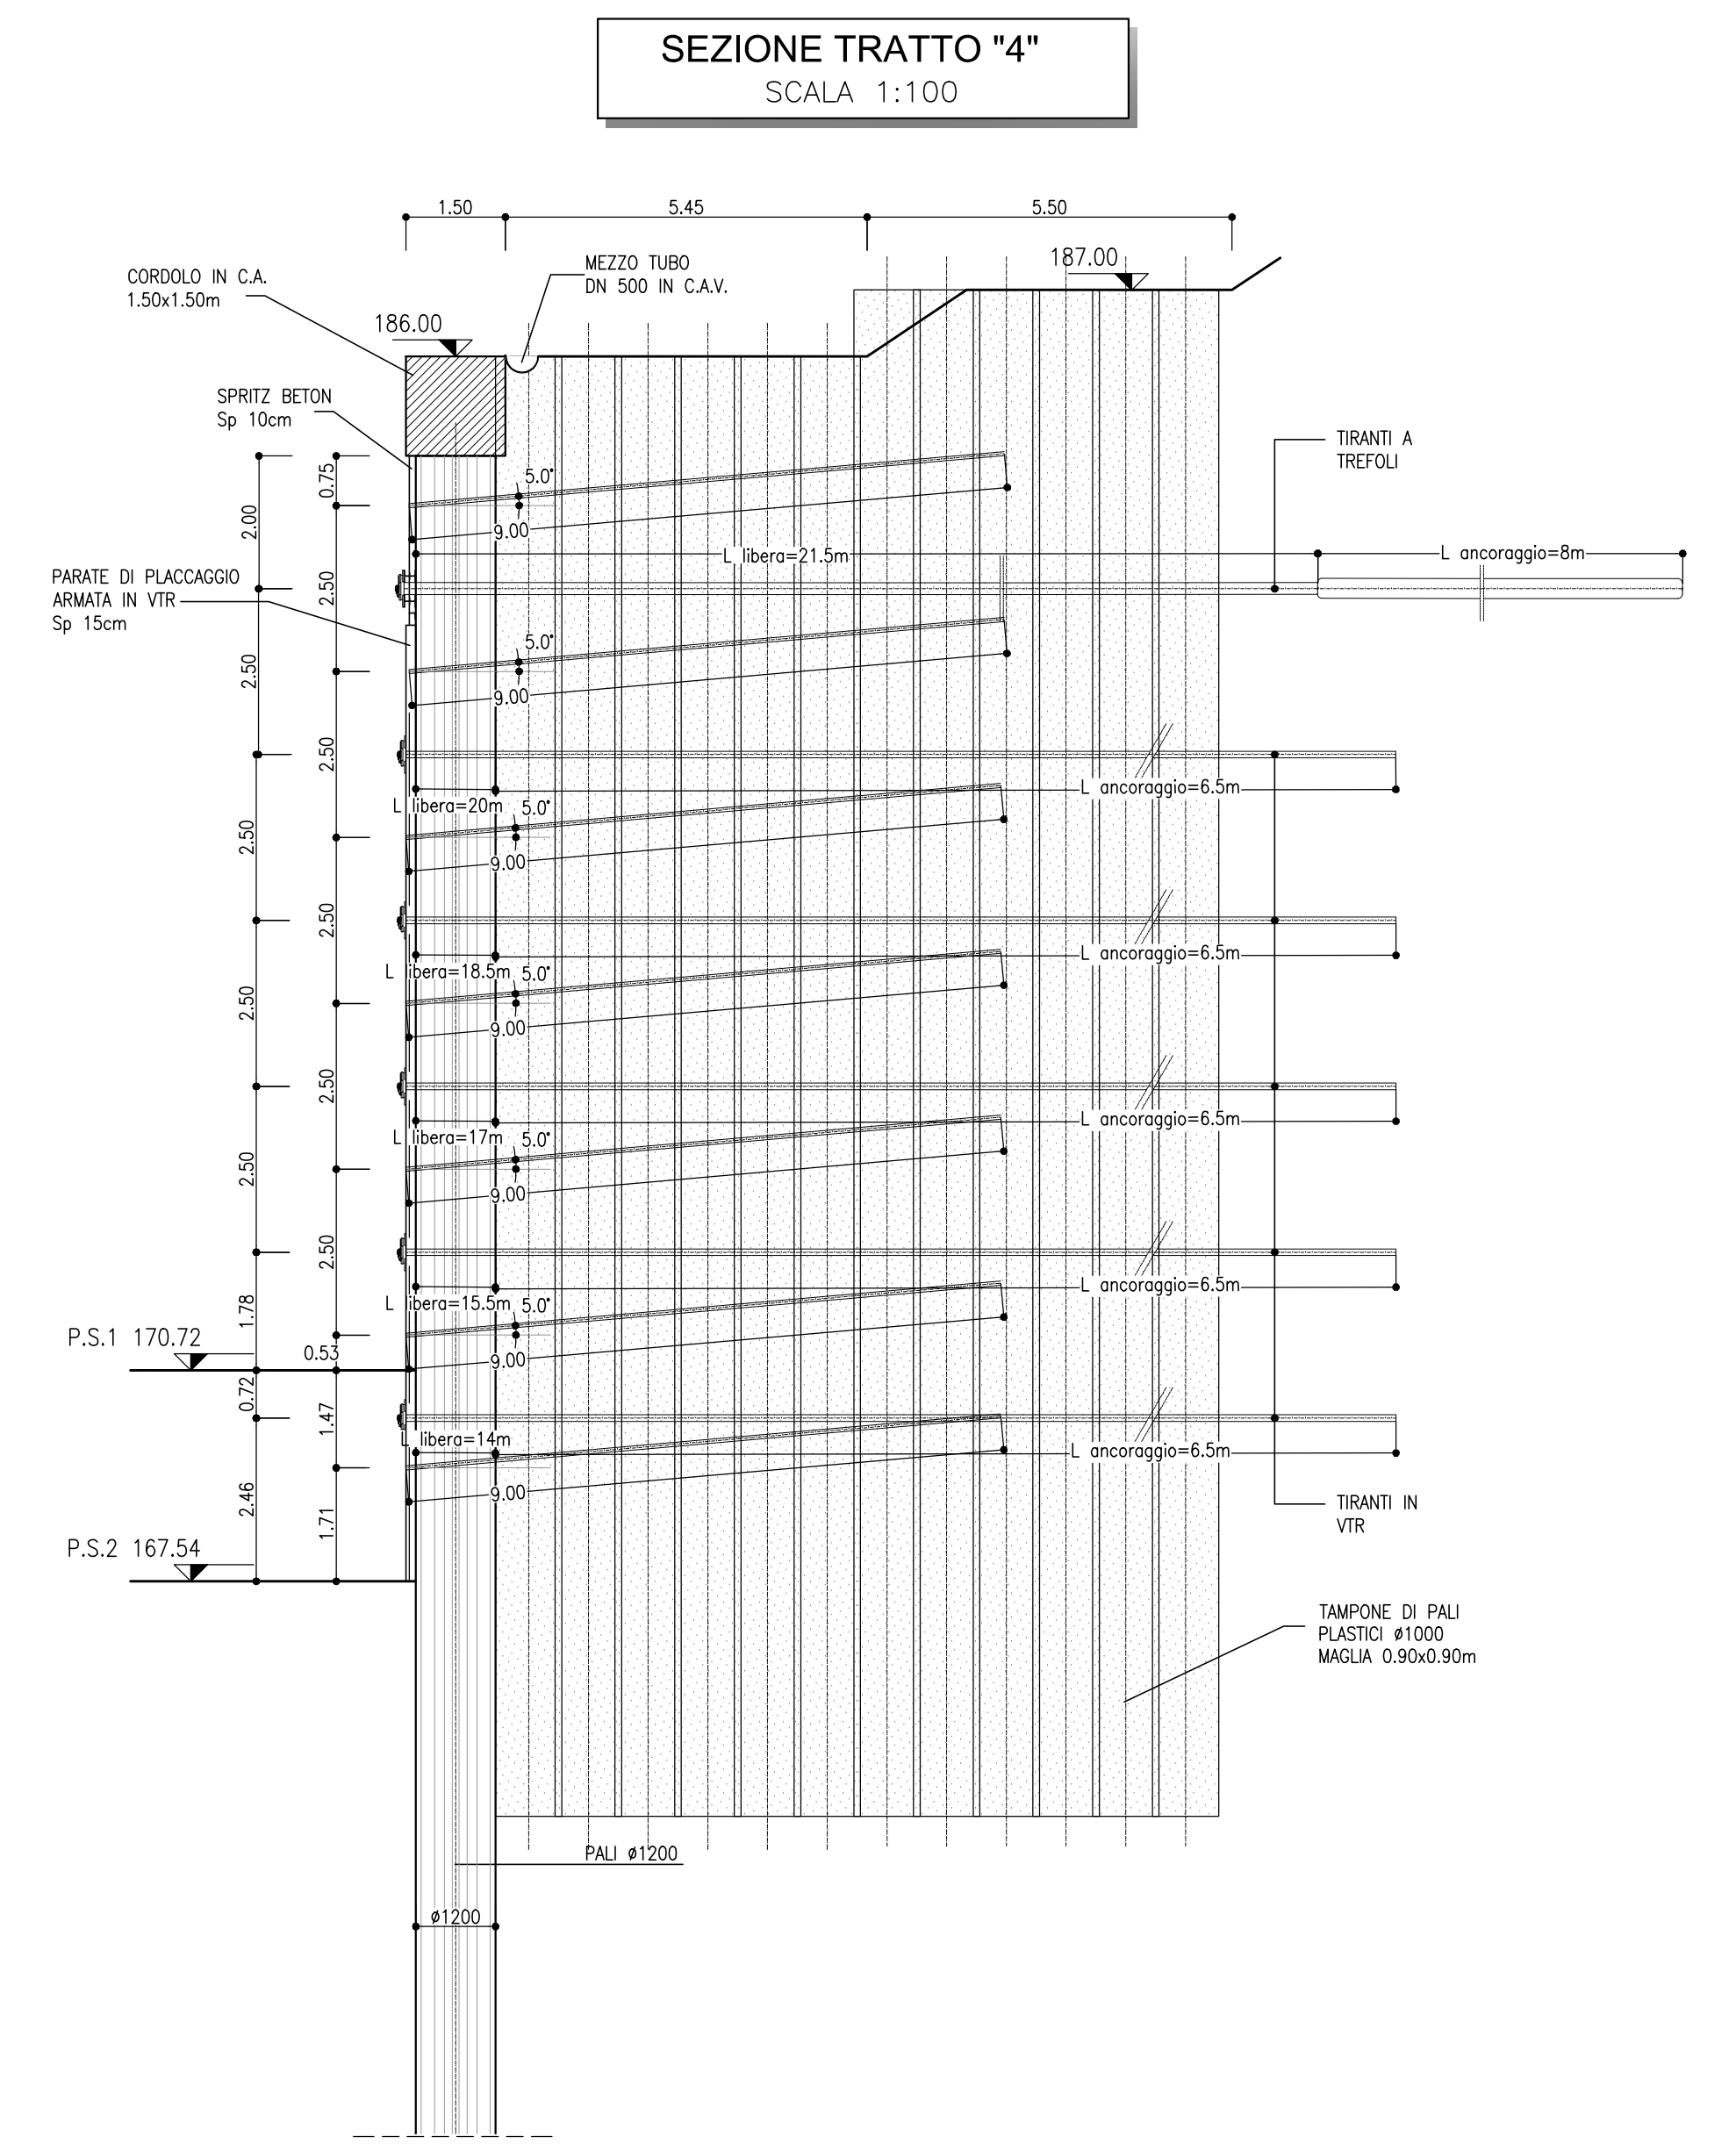 SEZIONE TRATTO "4"
SCALA 1:100
1.50
5.45
5.50
CORDOLO IN C.A.
1.50x1.50m
MEZZO TUBO
DN 500 IN C.A.V.
187.00
186.00
SPRITZ BETON
Sp 10cm
TIRANTI A
TREFOLI
0.75
5.0°
2.00
9.00
L libera=21.5m
L ancoraggio=8m
PARATE DI PLACCAGGIO
ARMATA IN VTR
Sp 15cm
2.50
5.0°
2.50
9.00
2.50
L libera=20m
5.0°
L ancoraggio=6.5m
2.50
9.00
2.50
L libera=18.5m
5.0°
L ancoraggio=6.5m
2.50
9.00
2.50
L libera=17m
5.0°
L ancoraggio=6.5m
2.50
9.00
2.50
L libera=15.5m
5.0°
L ancoraggio=6.5m
1.78
P.S.1 170.72
0.53
9.00
0.72
1.47
L libera=14m
L ancoraggio=6.5m
2.46
9.00
1.71
TIRANTI IN
VTR
P.S.2 167.54
TAMPONE DI PALI
PLASTICI ø1000
MAGLIA 0.90x0.90m
PALI ø1200
ø1200